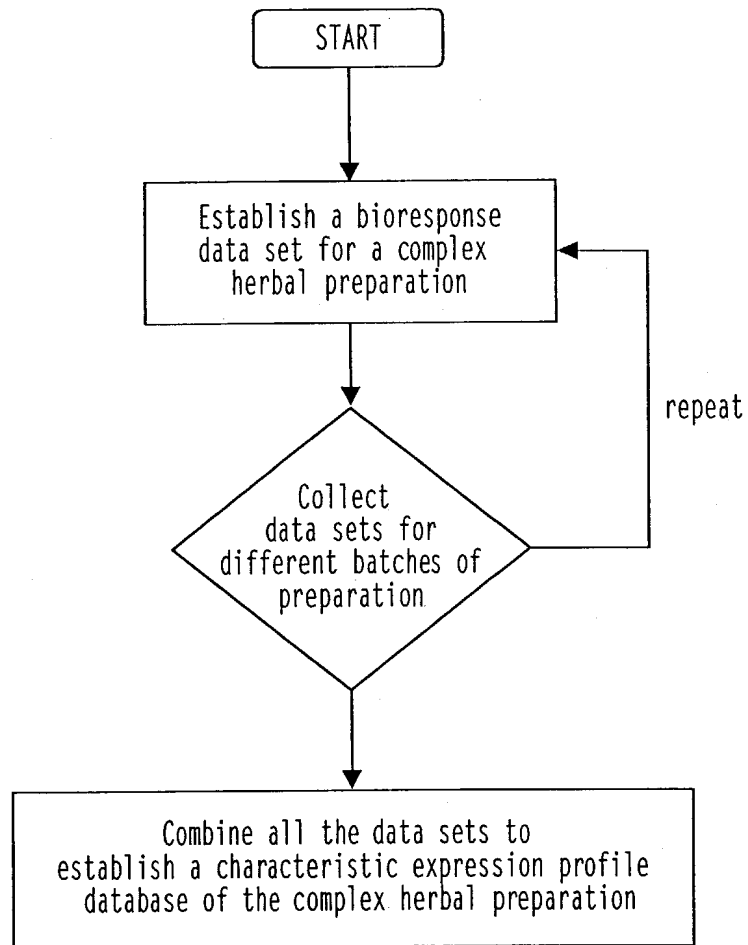 START
Establish a bioresponse
data set for a complex
herbal preparation
repeat
Collect
data sets for
different batches of
preparation
Combine all the data sets to
establish a characteristic expression profile
database of the complex herbal preparation